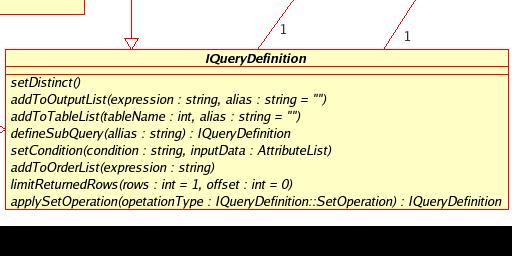 1
1
IQueryDefinition
setDistinct()
addToOutputList(expression : string, alias : string = "")
addToTableList(tableName : int, alias : string = "")
defineSubQuery(allias : string) : IQueryDefinition
setCondition(condition : string, inputData : AttributeList)
addToOrderList(expression : string)
limitReturnedRows(rows : int = 1, offset : int = 0)
applySetOperation(opetationType : IQueryDefinition::SetOperation) : IQueryDefinition